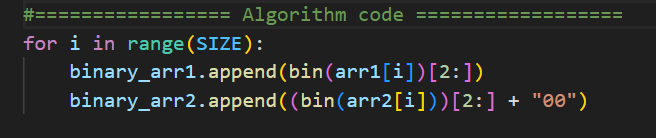 #================= Algorithm code ==================
for i in range(SIZE):
    binary_arr1.append(bin(arr1[i])[2:])
    binary_arr2.append((bin(arr2[i]))[2:] + "00")